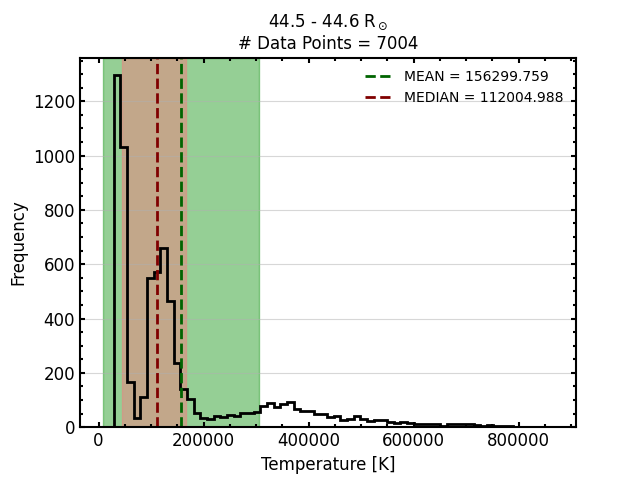 44.5 - 44.6 R⊙
# Data Points = 7004
MEAN = 156299.759
MEDIAN = 112004.988
Frequency
1200
1000
800
600
400
200
0
0 200000 400000 600000 800000
Temperature [K]